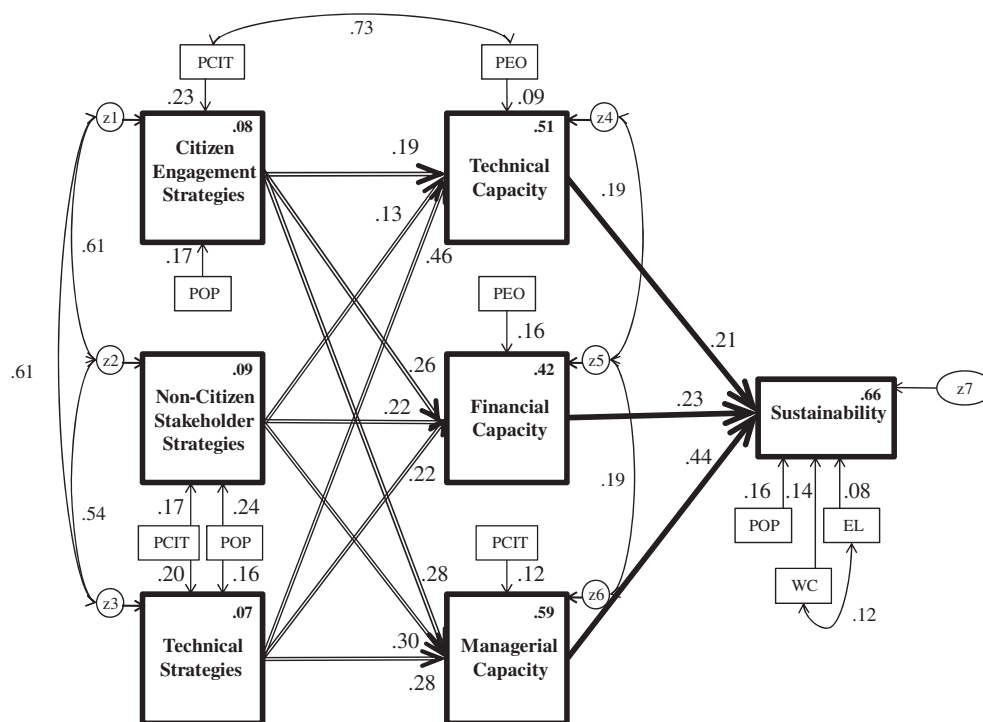 .73
PCIT
PEO
.23
.09
z1
.08
Citizen
Engagement
Strategies
.19
.51
Technical
Capacity
z4
.13
.19
.46
.61
.17
POP
PEO
.16
.61
z2
.09
Non-Citizen
Stakeholder
Strategies
.26
.22
.42
Financial
Capacity
z5
.21
.23
.66
Sustainability
z7
.22
.44
.19
.54
.17
.24
PCIT
POP
.20
.16
PCIT
.12
.16
.14
.08
POP
EL
WC
.12
z3
.07
Technical
Strategies
.28
.30
.28
.59
Managerial
Capacity
z6